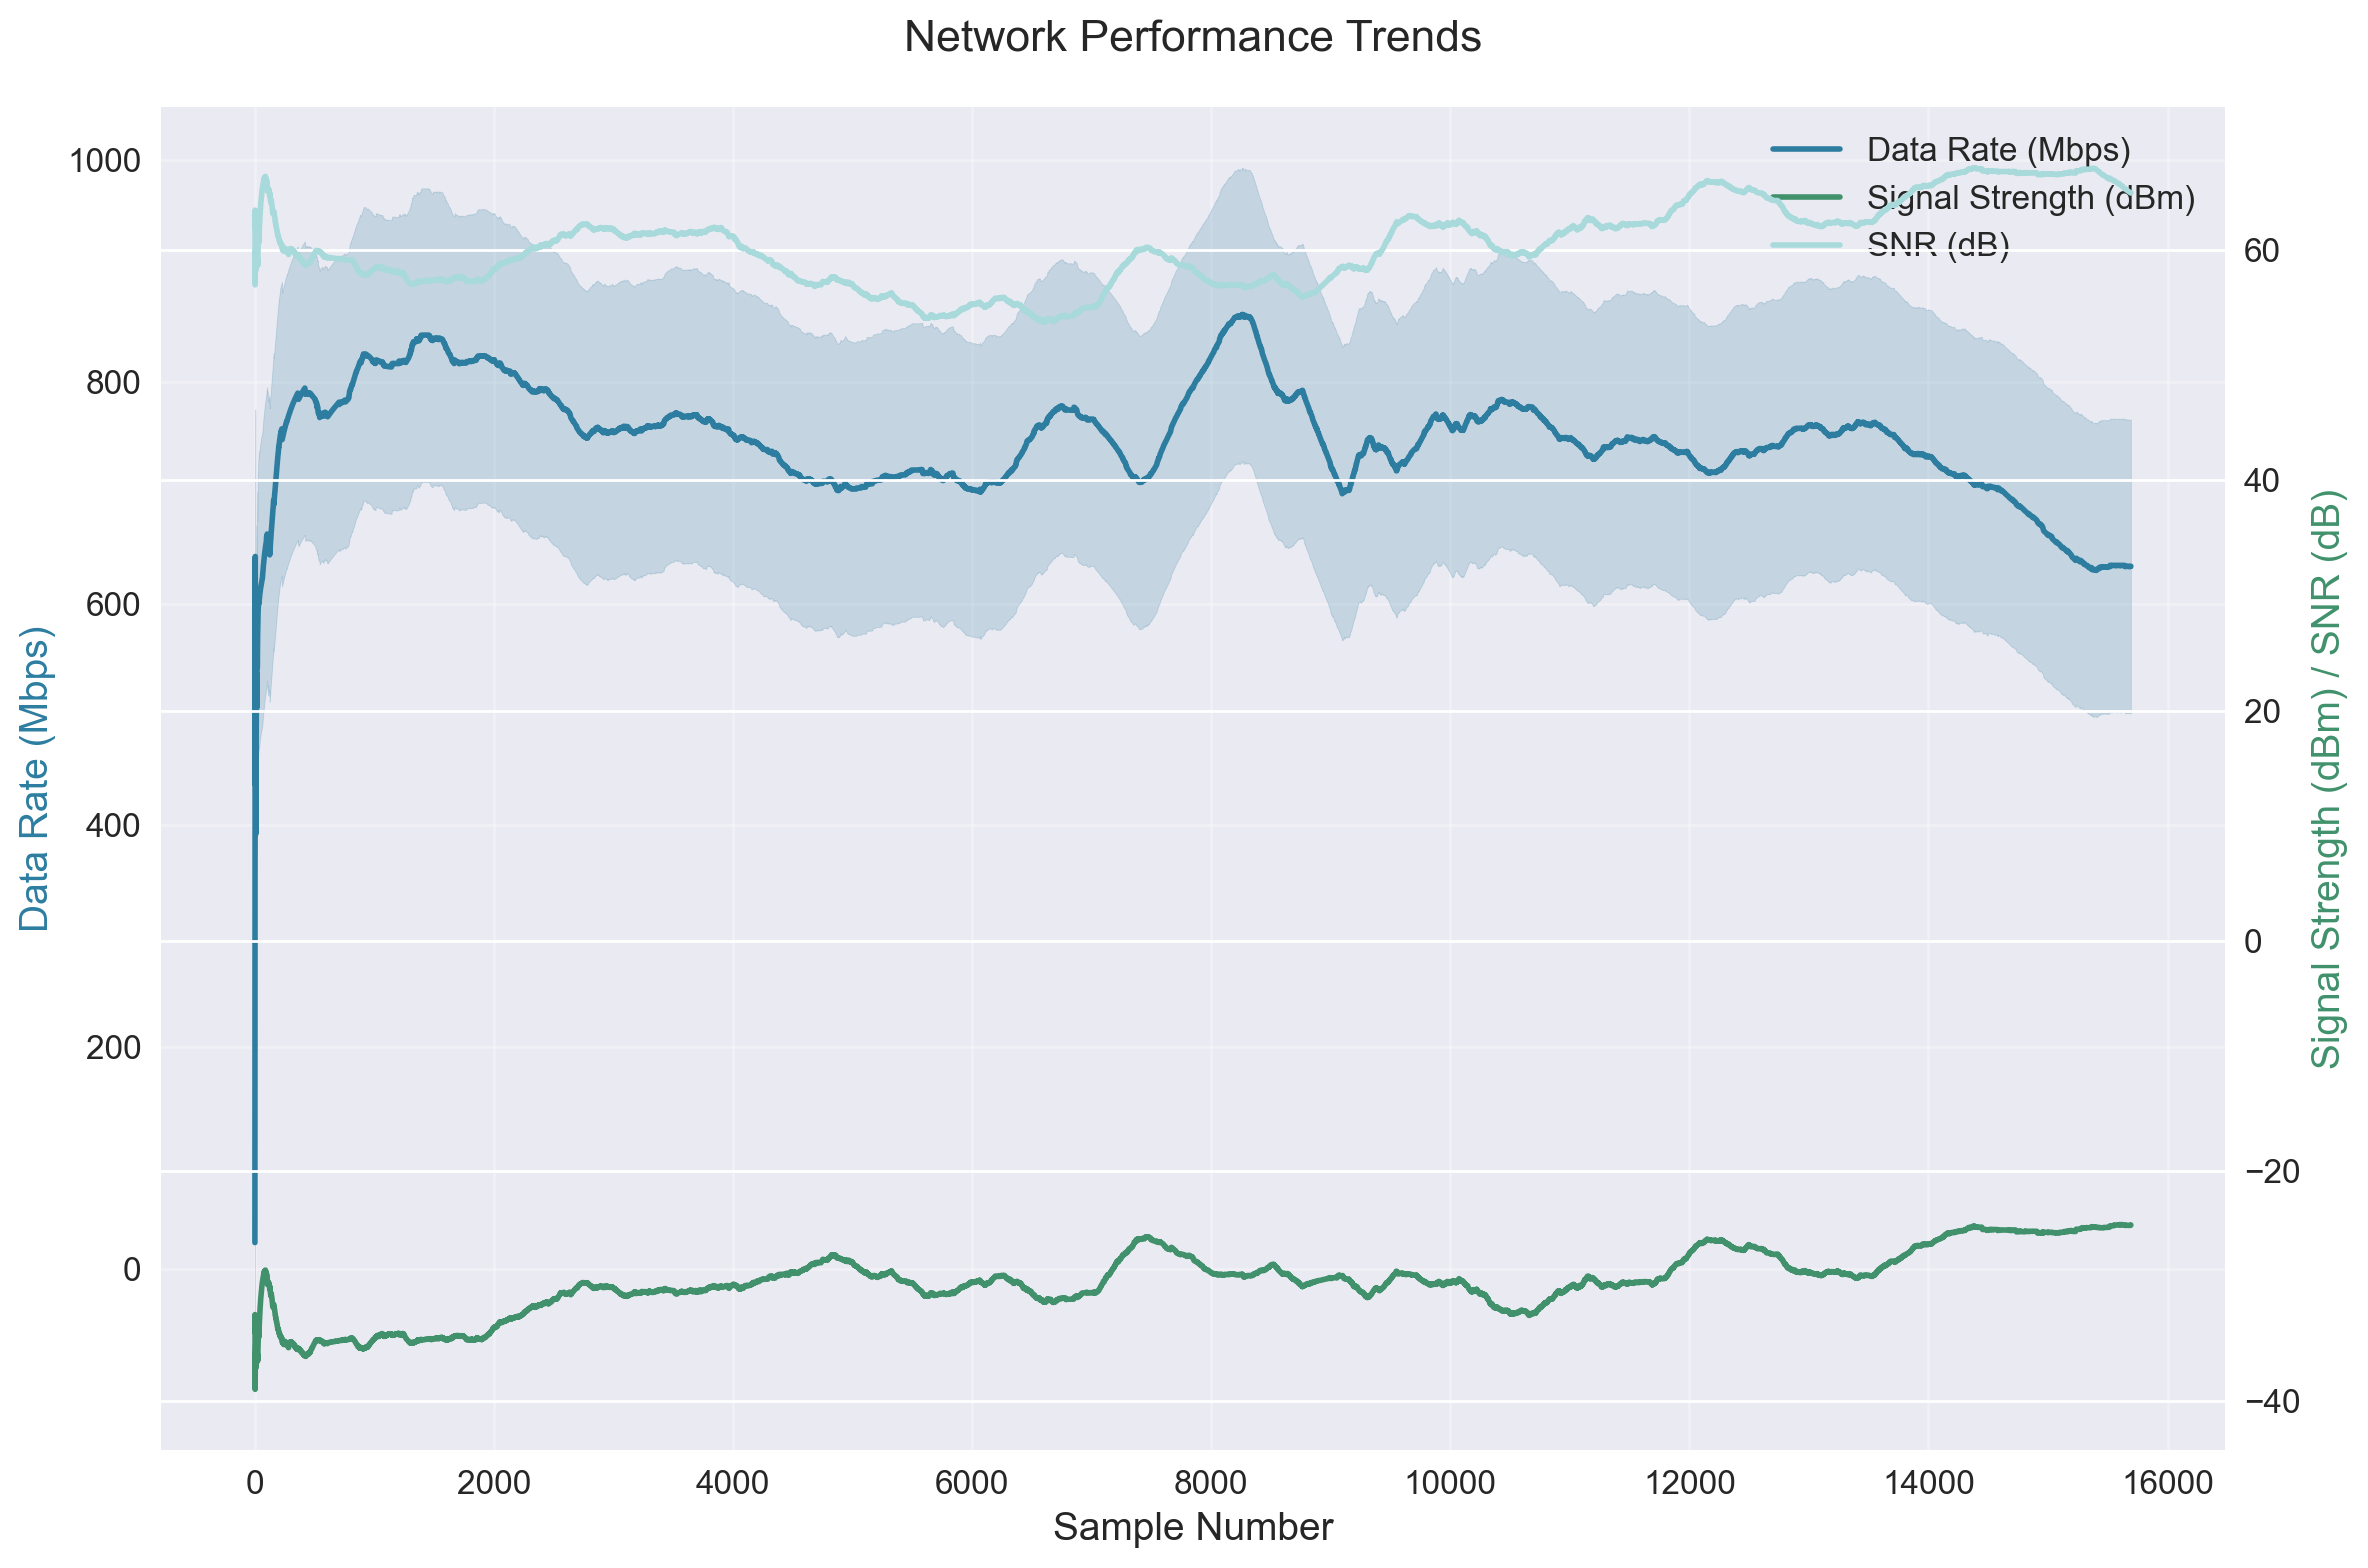 Network Performance Trends
Data Rate (Mbps)
Signal Strength (dBm)
SNR (dB)
1000
800
600
400
200
0
Data Rate (Mbps)
60
40
20
0
−20
−40
Signal Strength (dBm) / SNR (dB)
0 2000 4000 6000 8000 10000 12000 14000 16000
Sample Number